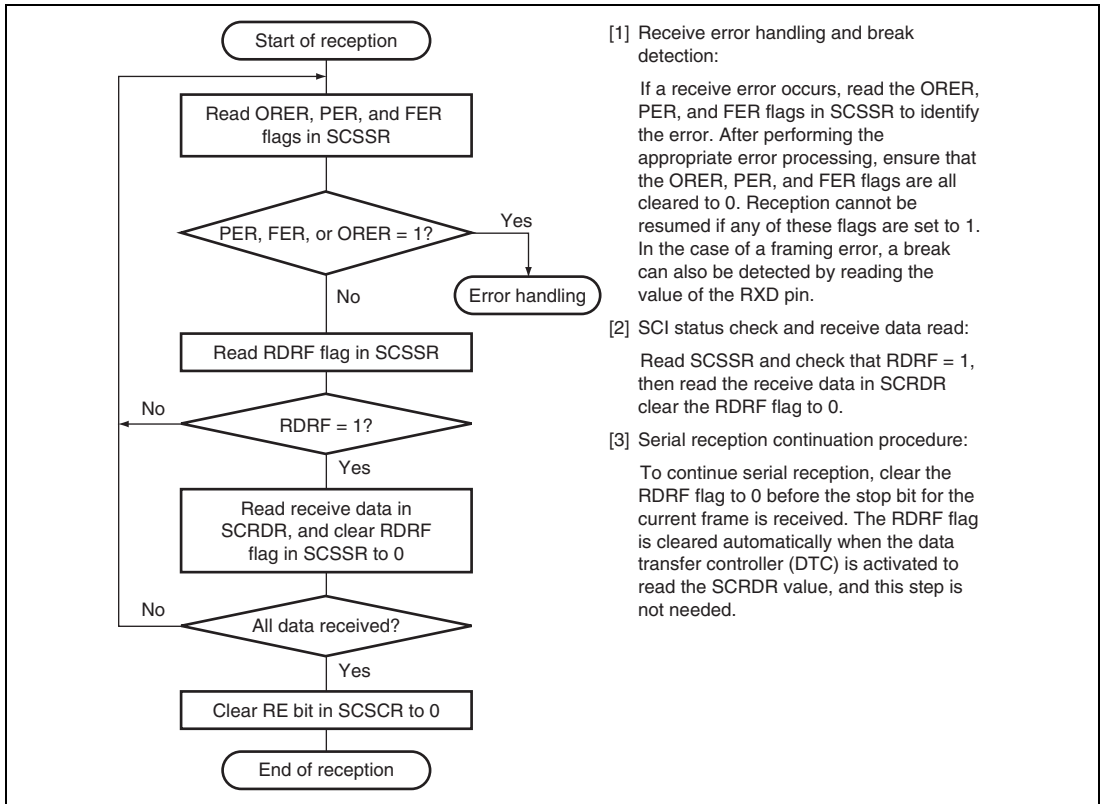 Start of reception
Read ORER, PER, and FER
flags in SCSSR
PER, FER, or ORER = 1?
Yes
Error handling
No
Read RDRF flag in SCSSR
No
RDRF = 1?
Yes
Read receive data in
SCRDR, and clear RDRF
flag in SCSSR to 0
No
All data received?
Yes
Clear RE bit in SCSCR to 0
End of reception
[1] Receive error handling and break
detection:
If a receive error occurs, read the ORER,
PER, and FER flags in SCSSR to identify
the error. After performing the
appropriate error processing, ensure that
the ORER, PER, and FER flags are all
cleared to 0. Reception cannot be
resumed if any of these flags are set to 1.
In the case of a framing error, a break
can also be detected by reading the
value of the RXD pin.
[2] SCI status check and receive data read:
Read SCSSR and check that RDRF = 1,
then read the receive data in SCRDR
clear the RDRF flag to 0.
[3] Serial reception continuation procedure:
To continue serial reception, clear the
RDRF flag to 0 before the stop bit for the
current frame is received. The RDRF flag
is cleared automatically when the data
transfer controller (DTC) is activated to
read the SCRDR value, and this step is
not needed.